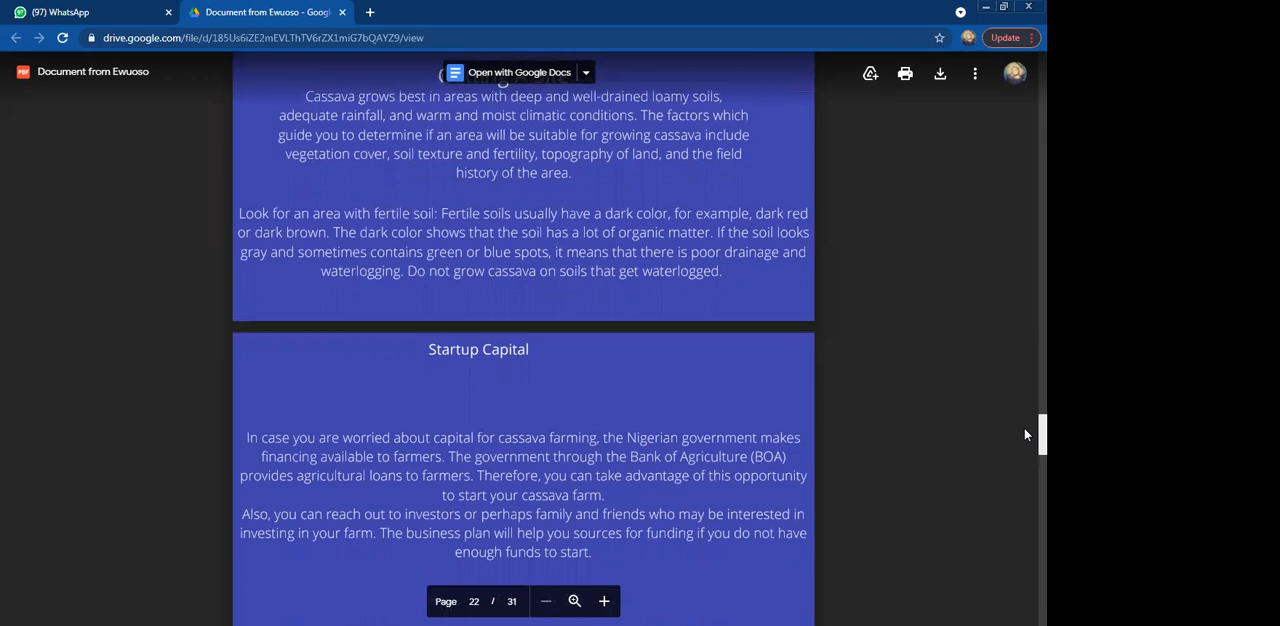 (97) WhatsApp
Document from Ewuoso - Googl
drive.google.com/file/d/185Us6iZE2mEVLThTV6rZX1miG7bQAYZ9/view
Update
PDF
Document from Ewuoso
Open with Google Docs
Cassava grows best in areas with deep and well-drained loamy soils,
adequate rainfall, and warm and moist climatic conditions. The factors which
guide you to determine if an area will be suitable for growing cassava include
vegetation cover, soil texture and fertility, topography of land, and the field
history of the area.
Look for an area with fertile soil: Fertile soils usually have a dark color, for example, dark red
or dark brown. The dark color shows that the soil has a lot of organic matter. If the soil looks
gray and sometimes contains green or blue spots, it means that there is poor drainage and
waterlogging. Do not grow cassava on soils that get waterlogged.
Startup Capital
In case you are worried about capital for cassava farming, the Nigerian government makes
financing available to farmers. The government through the Bank of Agriculture (BOA)
provides agricultural loans to farmers. Therefore, you can take advantage of this opportunity
to start your cassava farm.
Also, you can reach out to investors or perhaps family and friends who may be interested in
investing in your farm. The business plan will help you sources for funding if you do not have
enough funds to start.
Page 22 / 31